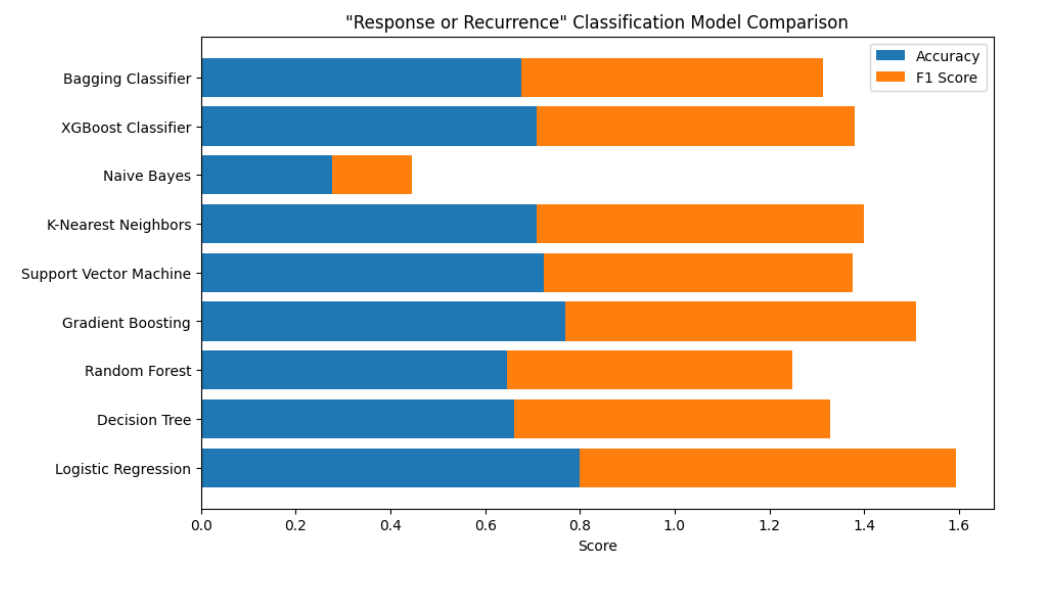 "Response or Recurrence" Classification Model Comparison
Accuracy
F1 Score
Bagging Classifier
XGBoost Classifier
Naive Bayes
K-Nearest Neighbors
Support Vector Machine
Gradient Boosting
Random Forest
Decision Tree
Logistic Regression
0.0 0.2 0.4 0.6 0.8 1.0 1.2 1.4 1.6
Score